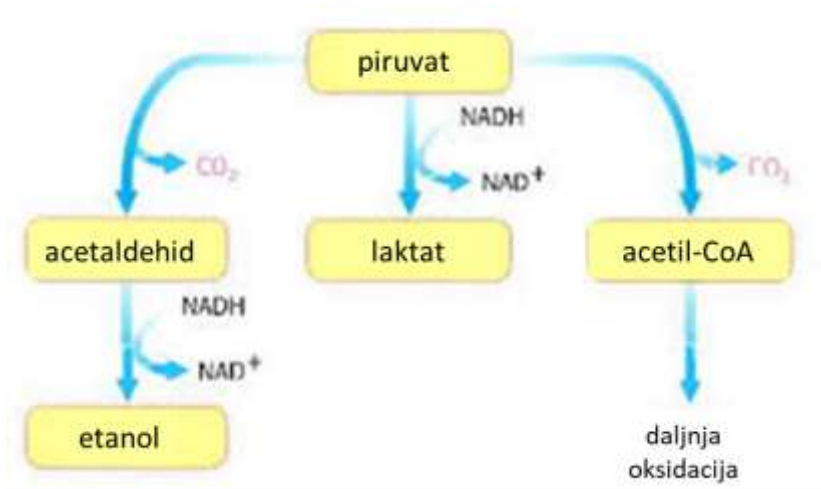 piruvat
NADH
NAD+
CO₂
CO₂
acetaldehid
laktat
acetil-CoA
NADH
NAD+
etanol
daljnja
oksidacija